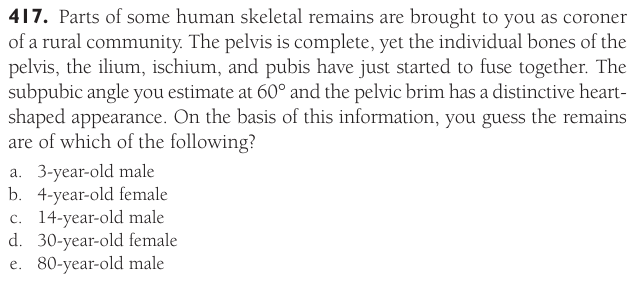 417. Parts of some human skeletal remains are brought to you as coroner
of a rural community. The pelvis is complete, yet the individual bones of the
pelvis, the ilium, ischium, and pubis have just started to fuse together. The
subpubic angle you estimate at 60° and the pelvic brim has a distinctive heart-
shaped appearance. On the basis of this information, you guess the remains
are of which of the following?
a. 3-year-old male
b. 4-year-old female
c. 14-year-old male
d. 30-year-old female
e. 80-year-old male